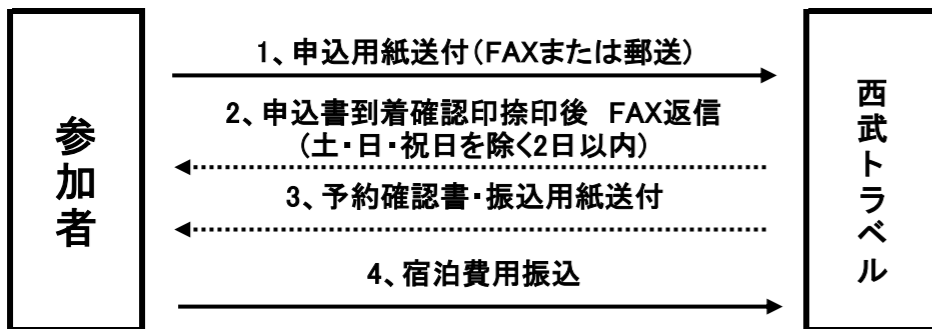 参加者
1、申込用紙送付(FAXまたは郵送)
2、申込書到着確認印捺印後　FAX返信
(土・日・祝日を除く2日以内)
3、予約確認書・振込用紙送付
4、宿泊費用振込
西武トラベル